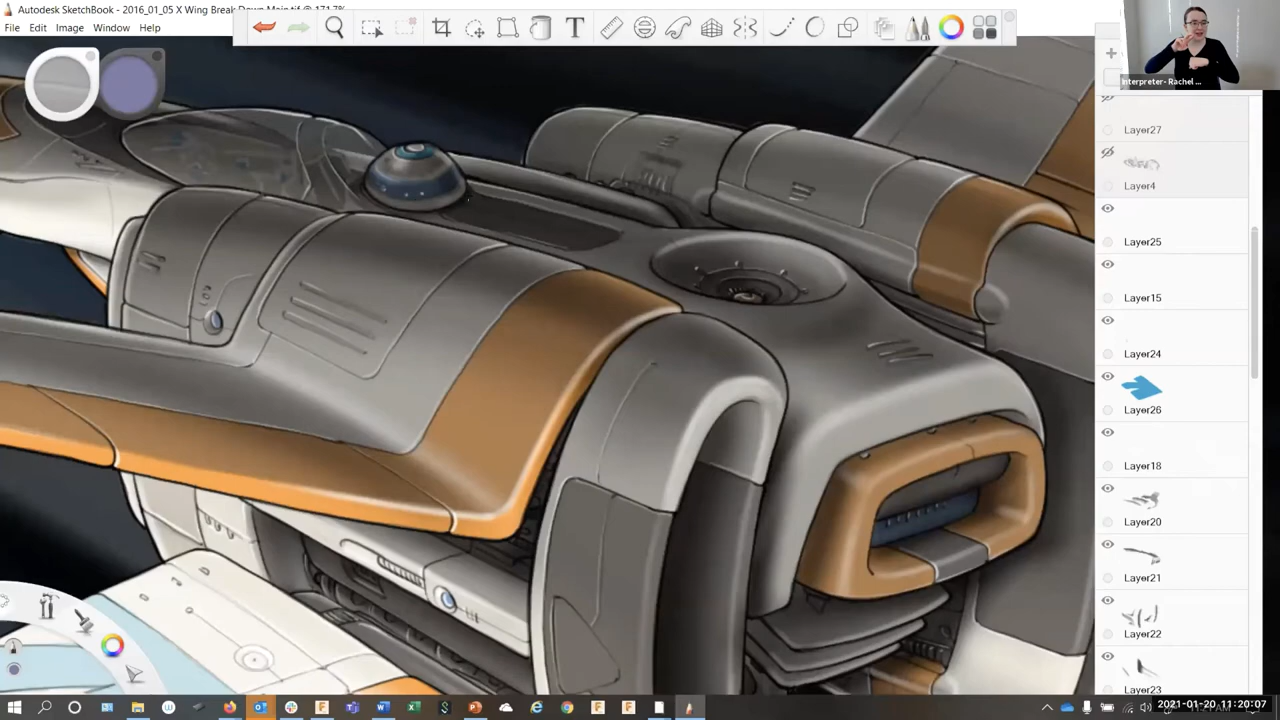 Autodesk SketchBook - 2016_01_05 X Wing Break Down Main.tif @ 171.7%
File Edit Image Window Help
Interpreter- Rachel ...
Layer27
Layer4
Layer25
Layer15
Layer24
Layer26
Layer18
Layer20
Layer21
Layer22
Layer23
2021-01-20 11:20:07